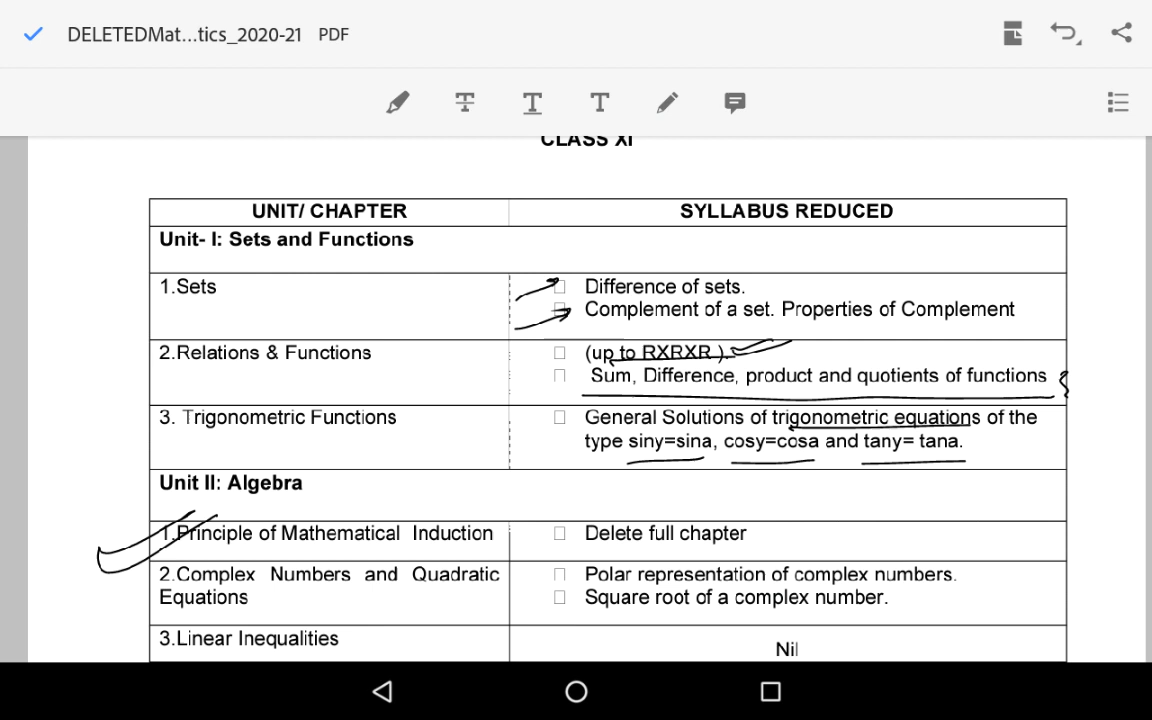 DELETEDMat...tics_2020-21 PDF
CLASS XI
UNIT/ CHAPTER SYLLABUS REDUCED
Unit- I: Sets and Functions
1.Sets Difference of sets.
Complement of a set. Properties of Complement
2.Relations & Functions (up to RXRXR ).
Sum, Difference, product and quotients of functions
3. Trigonometric Functions General Solutions of trigonometric equations of the
type siny=sina, cosy=cosa and tany= tana.
Unit II: Algebra
1.Principle of Mathematical Induction Delete full chapter
2.Complex Numbers and Quadratic Polar representation of complex numbers.
Equations Square root of a complex number.
3.Linear Inequalities
Nil